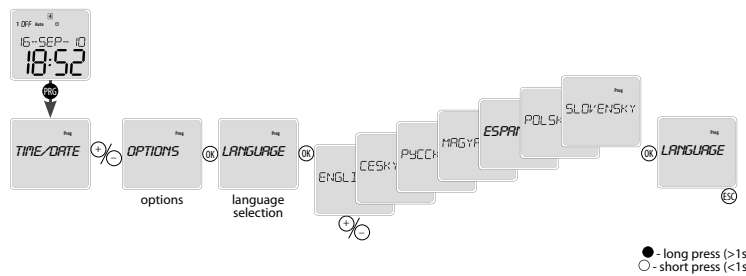 4
1 OFF Auto
16--SEP-- 10
18:52
PRG
Prog
TIME/DATE
+/-
Prog
OPTIONS
options
OK
Prog
LANGUAGE
language
selection
OK
ENGLI
+/-
CESKY
РУССК
MAGYA
ESPA
POLSK
Prog
SLOVENSKY
OK
Prog
LANGUAGE
ESC
- long press (>1s
- short press (<1s